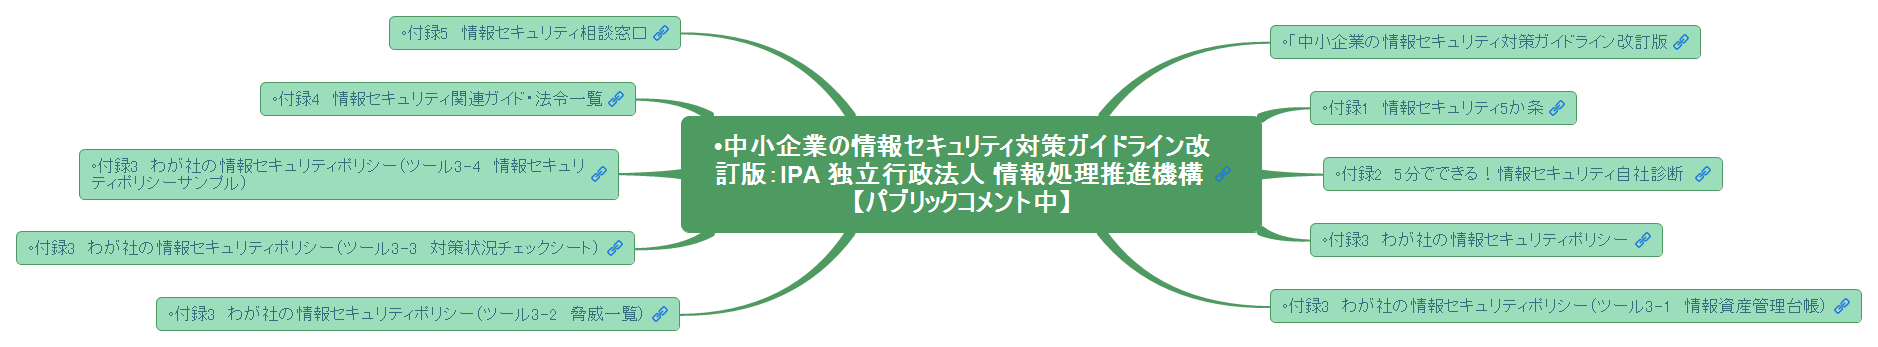 •中小企業の情報セキュリティ対策ガイドライン改
訂版：IPA 独立行政法人 情報処理推進機構
【パブリックコメント中】
◦「中小企業の情報セキュリティ対策ガイドライン改訂版
◦付録1　情報セキュリティ5か条
◦付録2　５分でできる！情報セキュリティ自社診断
◦付録3　わが社の情報セキュリティポリシー
◦付録3　わが社の情報セキュリティポリシー（ツール3-1　情報資産管理台帳）
◦付録3　わが社の情報セキュリティポリシー（ツール3-2　脅威一覧）
◦付録3　わが社の情報セキュリティポリシー（ツール3-3　対策状況チェックシート）
◦付録3　わが社の情報セキュリティポリシー（ツール3-4　情報セキュリ
ティポリシーサンプル）
◦付録4　情報セキュリティ関連ガイド・法令一覧
◦付録5　情報セキュリティ相談窓口